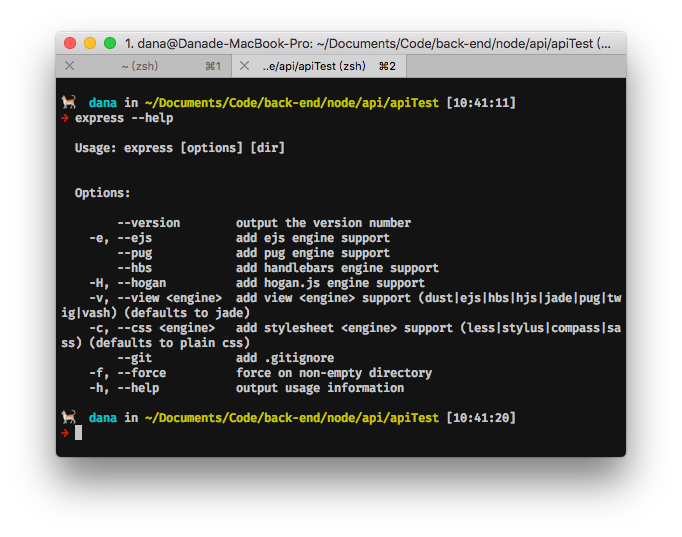 1. dana@Danade-MacBook-Pro: ~/Documents/Code/back-end/node/api/apiTest (...
~ (zsh) ⌘1 ..e/api/apiTest (zsh) ⌘2
dana in ~/Documents/Code/back-end/node/api/apiTest [10:41:11]
➜ express --help
Usage: express [options] [dir]
Options:
--version output the version number
-e, --ejs add ejs engine support
--pug add pug engine support
--hbs add handlebars engine support
-H, --hogan add hogan.js engine support
-v, --view <engine> add view <engine> support (dust|ejs|hbs|hjs|jade|pug|tw
ig|vash) (defaults to jade)
-c, --css <engine> add stylesheet <engine> support (less|stylus|compass|sa
ss) (defaults to plain css)
--git add .gitignore
-f, --force force on non-empty directory
-h, --help output usage information
dana in ~/Documents/Code/back-end/node/api/apiTest [10:41:20]
➜